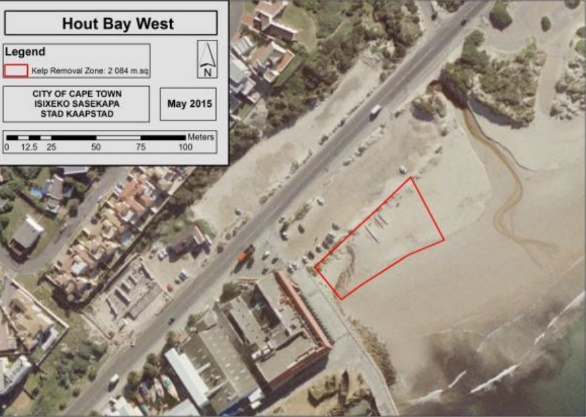 Hout Bay West
Legend
Kelp Removal Zone: 2 084 m.sq
N
CITY OF CAPE TOWN
ISIXEKO SASEKAPA
STAD KAAPSTAD
May 2015
Meters
0 12.5 25 50 75 100